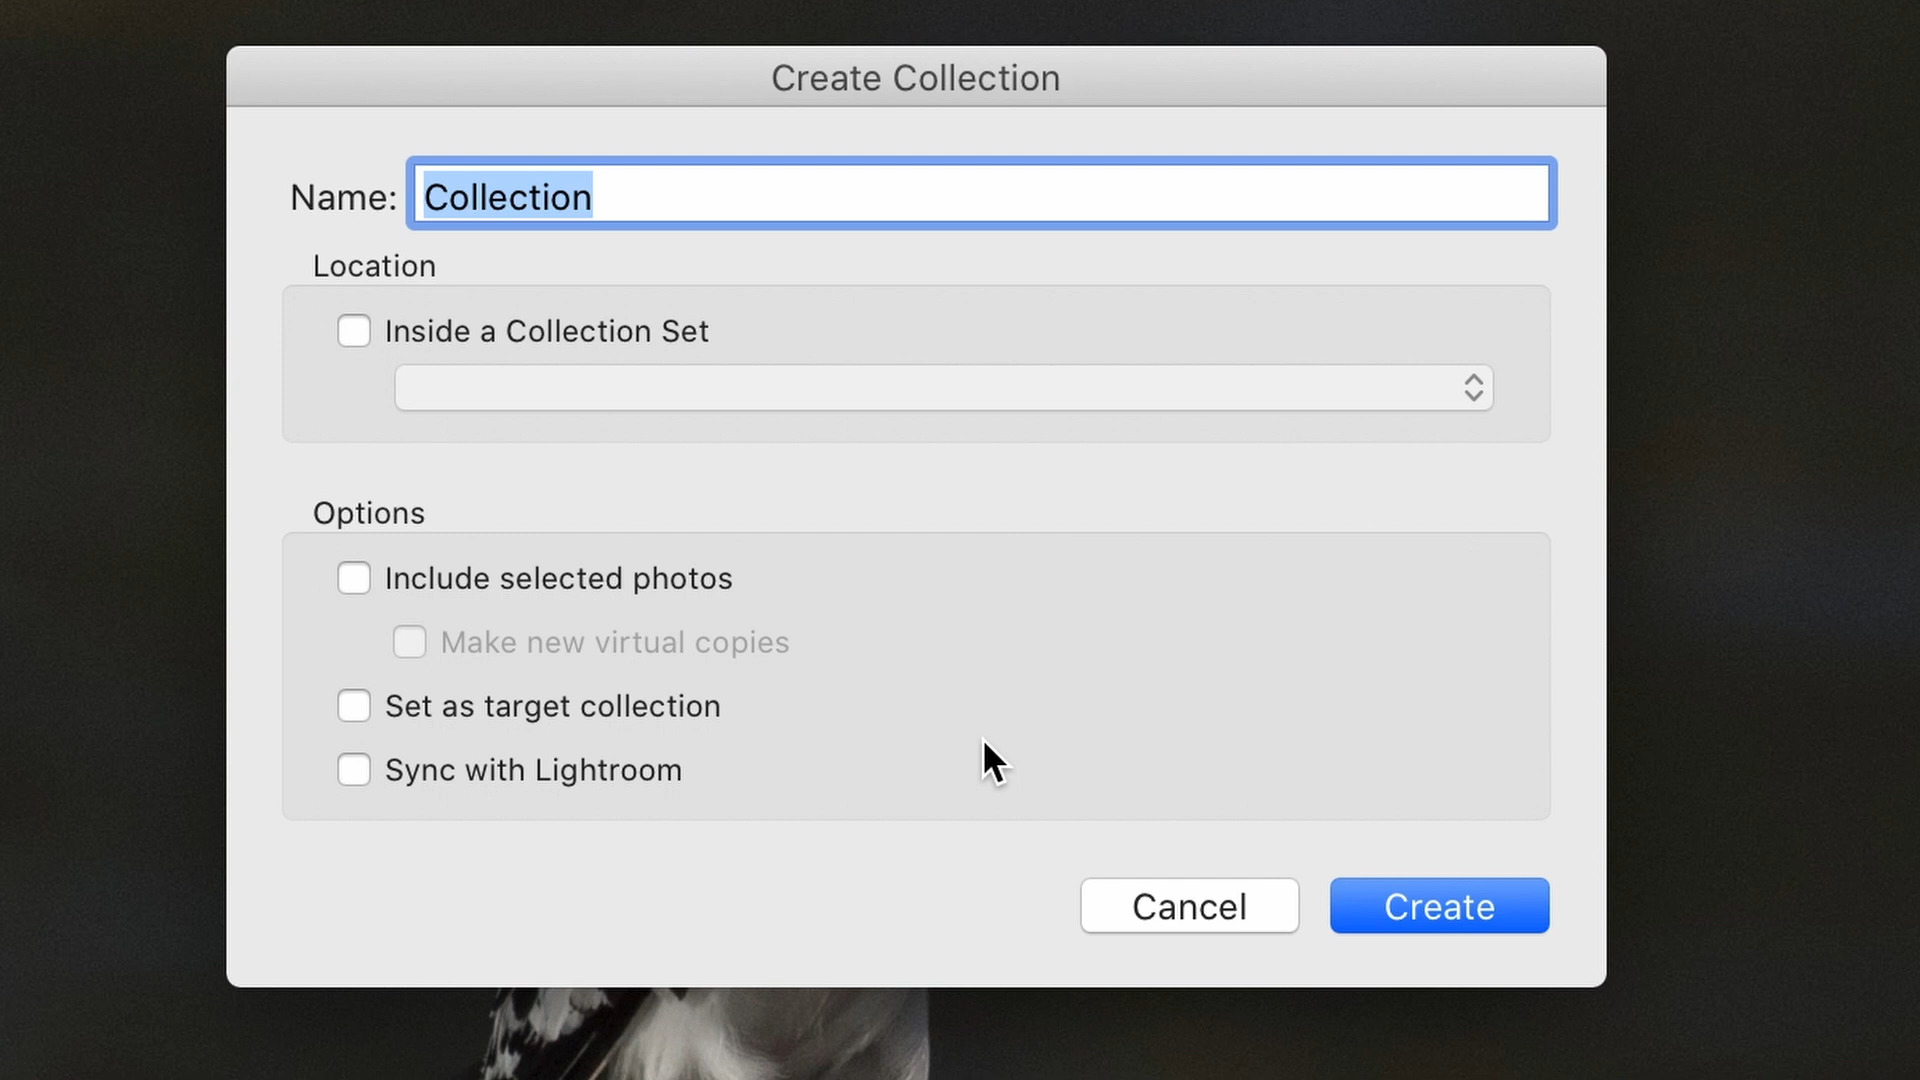 Create Collection
Name: Collection
Location
Inside a Collection Set
Options
Include selected photos
Make new virtual copies
Set as target collection
Sync with Lightroom
Cancel Create